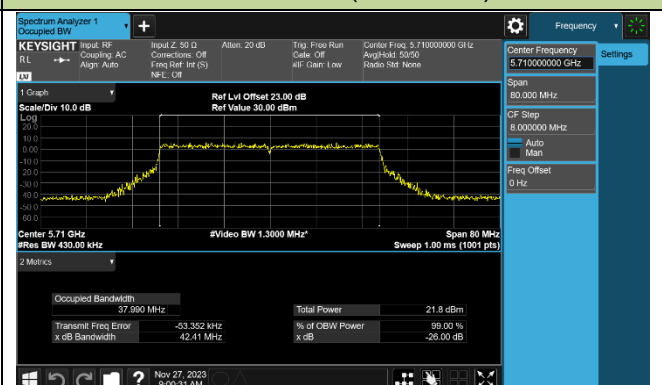 Spectrum Analyzer 1
Occupied BW
+
Frequency
KEYSIGHT
Input: RF
Coupling: AC
Align: Auto
Input Z: 50 Ω
Corrections: Off
Freq Ref: Int (S)
NFE: Off
Atten: 20 dB
Trig: Free Run
Gate: Off
#IF Gain: Low
Center Freq: 5.710000000 GHz
Avg|Hold: 50/50
Radio Std: None
RL
LXI
Center Frequency
5.710000000 GHz
Settings
Span
80.000 MHz
CF Step
8.000000 MHz
Auto
Man
Freq Offset
0 Hz
1 Graph
Scale/Div 10.0 dB
Ref Lvl Offset 23.00 dB
Ref Value 30.00 dBm
Log
20.0
10.0
0.00
-10.0
-20.0
-30.0
-40.0
-50.0
-60.0
Center 5.71 GHz
#Res BW 430.00 kHz
#Video BW 1.3000 MHz*
Span 80 MHz
Sweep 1.00 ms (1001 pts)
2 Metrics
Occupied Bandwidth
37.990 MHz
Total Power 21.8 dBm
Transmit Freq Error -53.352 kHz
% of OBW Power 99.00 %
x dB Bandwidth 42.41 MHz
x dB -26.00 dB
?
Nov 27, 2023
9:00:31 AM